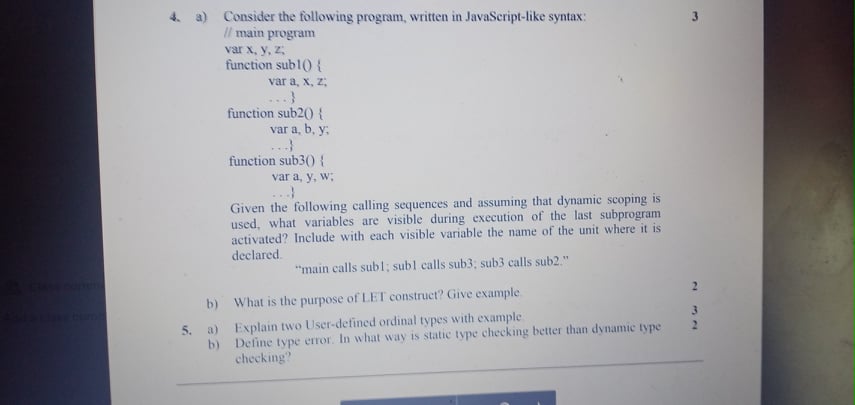 4. a) Consider the following program, written in JavaScript-like syntax: 3
// main program
var x, y, z;
function sub1() {
var a, x, z;
. . . }
function sub2() {
var a, b, y;
. . .}
function sub3() {
var a, y, w;
. . .}
Given the following calling sequences and assuming that dynamic scoping is
used, what variables are visible during execution of the last subprogram
activated? Include with each visible variable the name of the unit where it is
declared.
“main calls sub1; sub1 calls sub3; sub3 calls sub2.”
b) What is the purpose of LET construct? Give example. 2
5. a) Explain two User-defined ordinal types with example. 3
b) Define type error. In what way is static type checking better than dynamic type 2
checking?